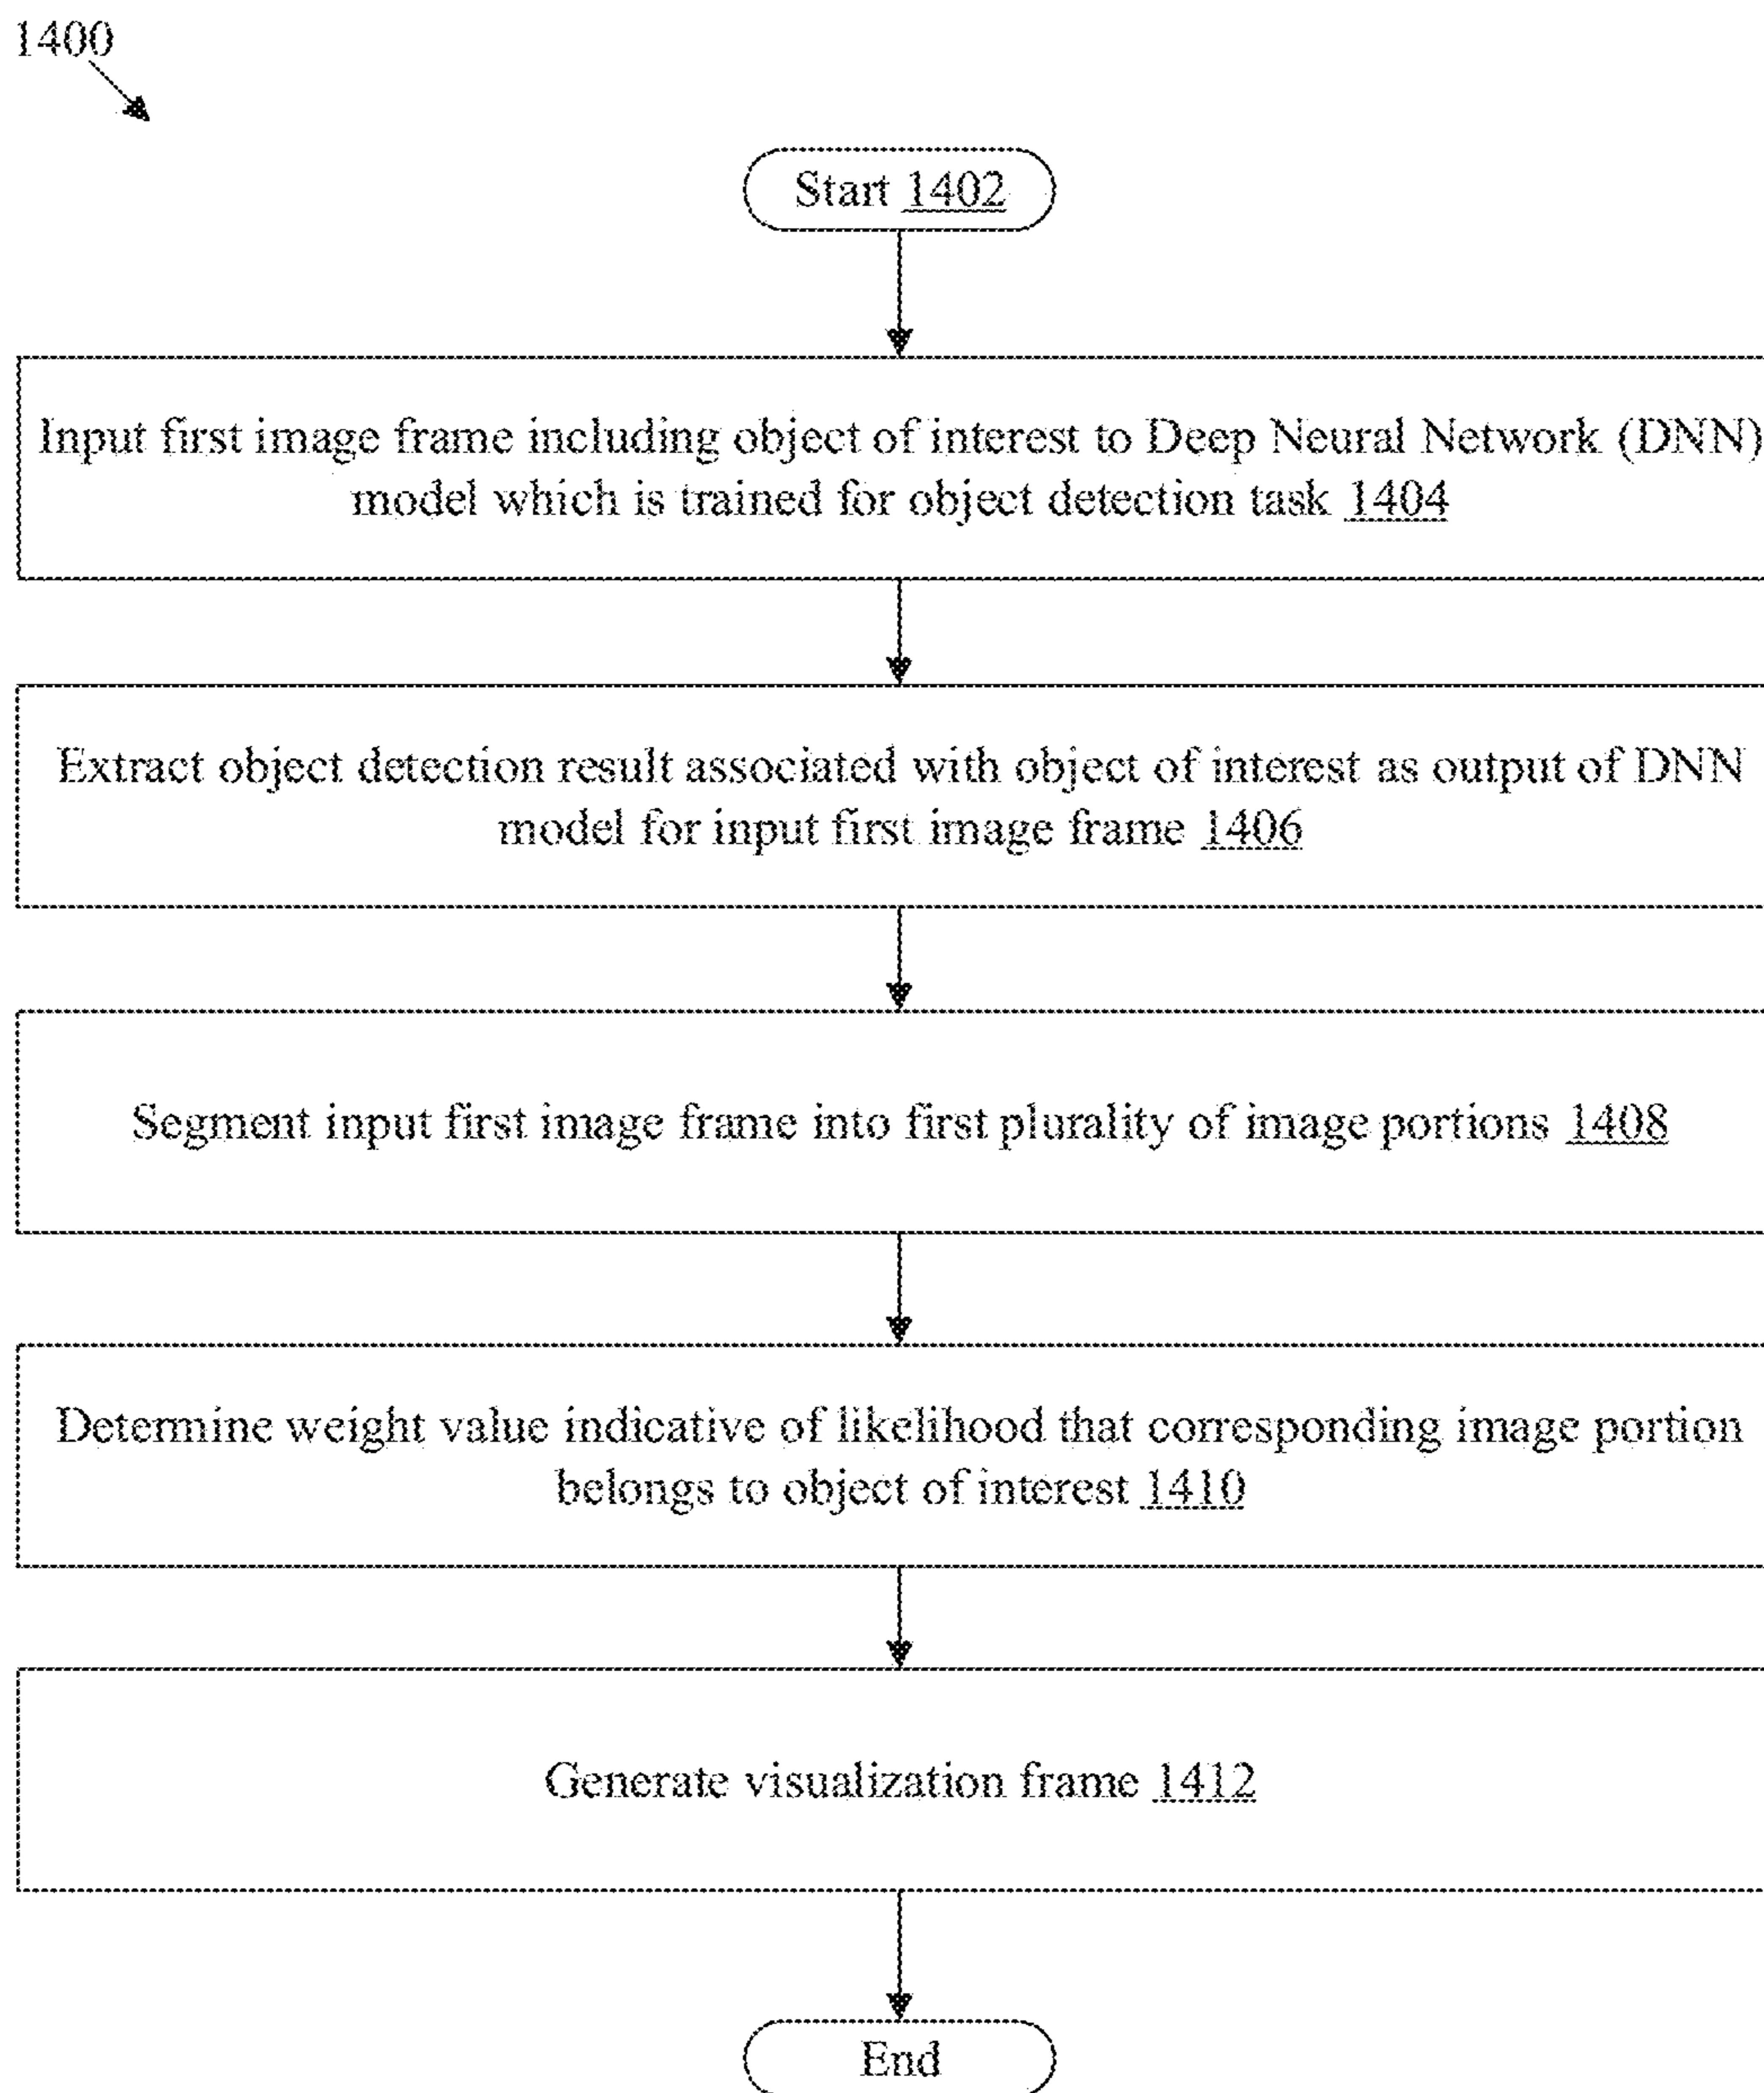 1400
Start 1402
Input first image frame including object of interest to Deep Neural Network (DNN)
model which is trained for object detection task 1404
Extract object detection result associated with object of interest as output of DNN
model for input first image frame 1406
Segment input first image frame into first plurality of image portions 1408
Determine weight value indicative of likelihood that corresponding image portion
belongs to object of interest 1410
Generate visualization frame 1412
End